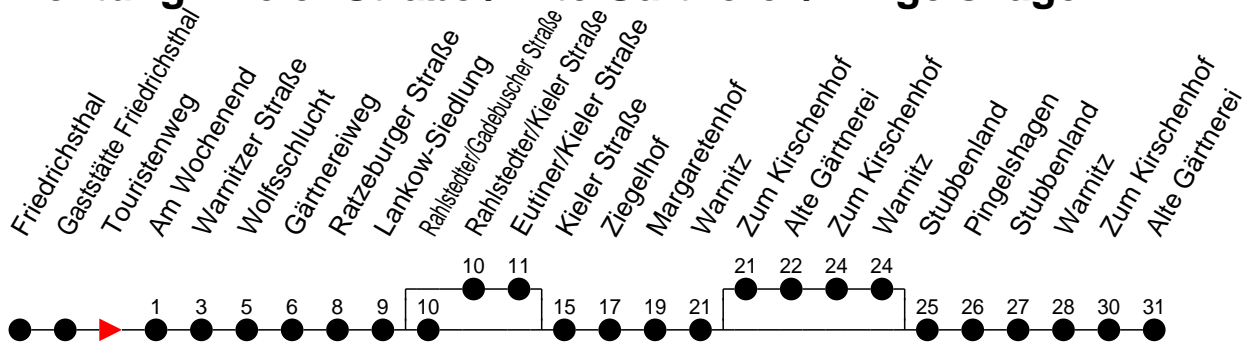 Friedrichsthal
Gaststätte Friedrichsthal
Touristenweg
Am Wochenend
Warnitzer Straße
Wolfsschlucht
Gärtnereiweg
Ratzeburger Straße
Lankow-Siedlung
Rahlstedter/Gadebuscher Straße
Rahlstedter/Kieler Straße
Eutiner/Kieler Straße
Kieler Straße
Ziegelhof
Margaretenhof
Warnitz
Zum Kirschenhof
Alte Gärtnerei
Zum Kirschenhof
Warnitz
Stubbenland
Pingelshagen
Stubbenland
Warnitz
Zum Kirschenhof
Alte Gärtnerei
10 11 21 22 24 24
1 3 5 6 8 9 10 15 17 19 21 25 26 27 28 30 31